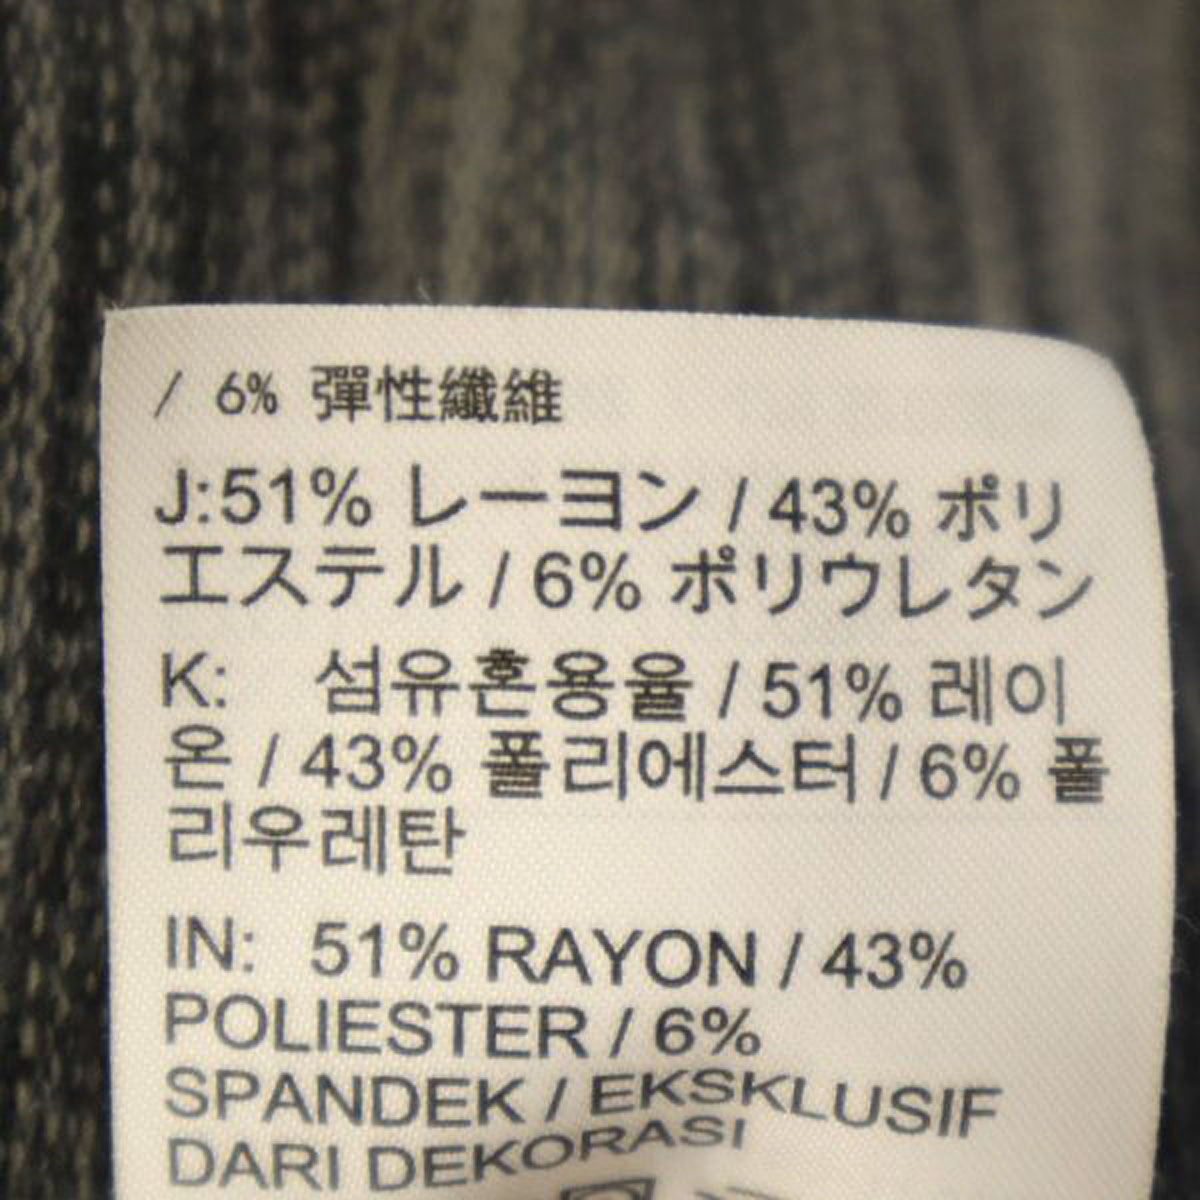 / 6% 彈性纖維
J:51% レーヨン / 43% ポリ
エステル / 6% ポリウレタン
K: 섬유혼용율 / 51% 레이
온 / 43% 폴리에스터 / 6% 폴
리우레탄
IN: 51% RAYON / 43%
POLIESTER / 6%
SPANDEK / EKSKLUSIF
DARI DEKORASI